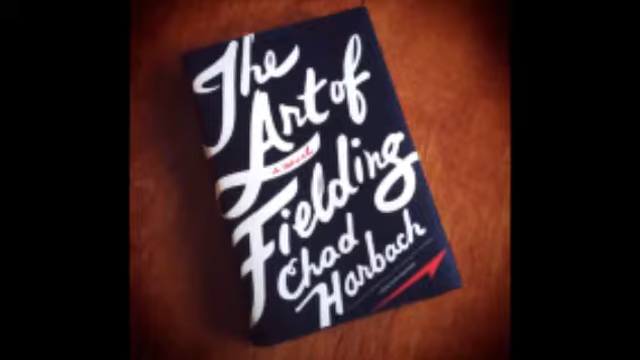 The
Art of
a novel
Fielding
Chad
Harbach